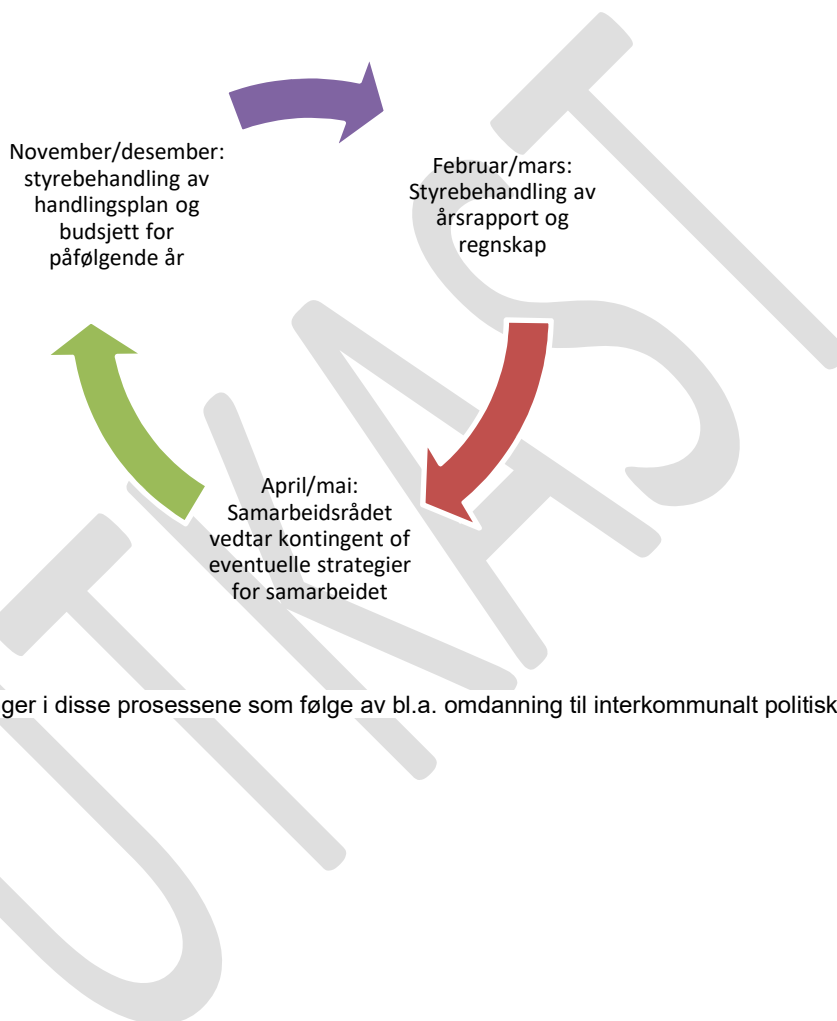 November/desember:
styrebehandling av
handlingsplan og
budsjett for
påfølgende år
Februar/mars:
Styrebehandling av
årsrapport og
regnskap
April/mai:
Samarbeidsrådet
vedtar kontingent of
eventuelle strategier
for samarbeidet
ger i disse prosessene som følge av bl.a. omdanning til interkommunalt politisk
UTKAST